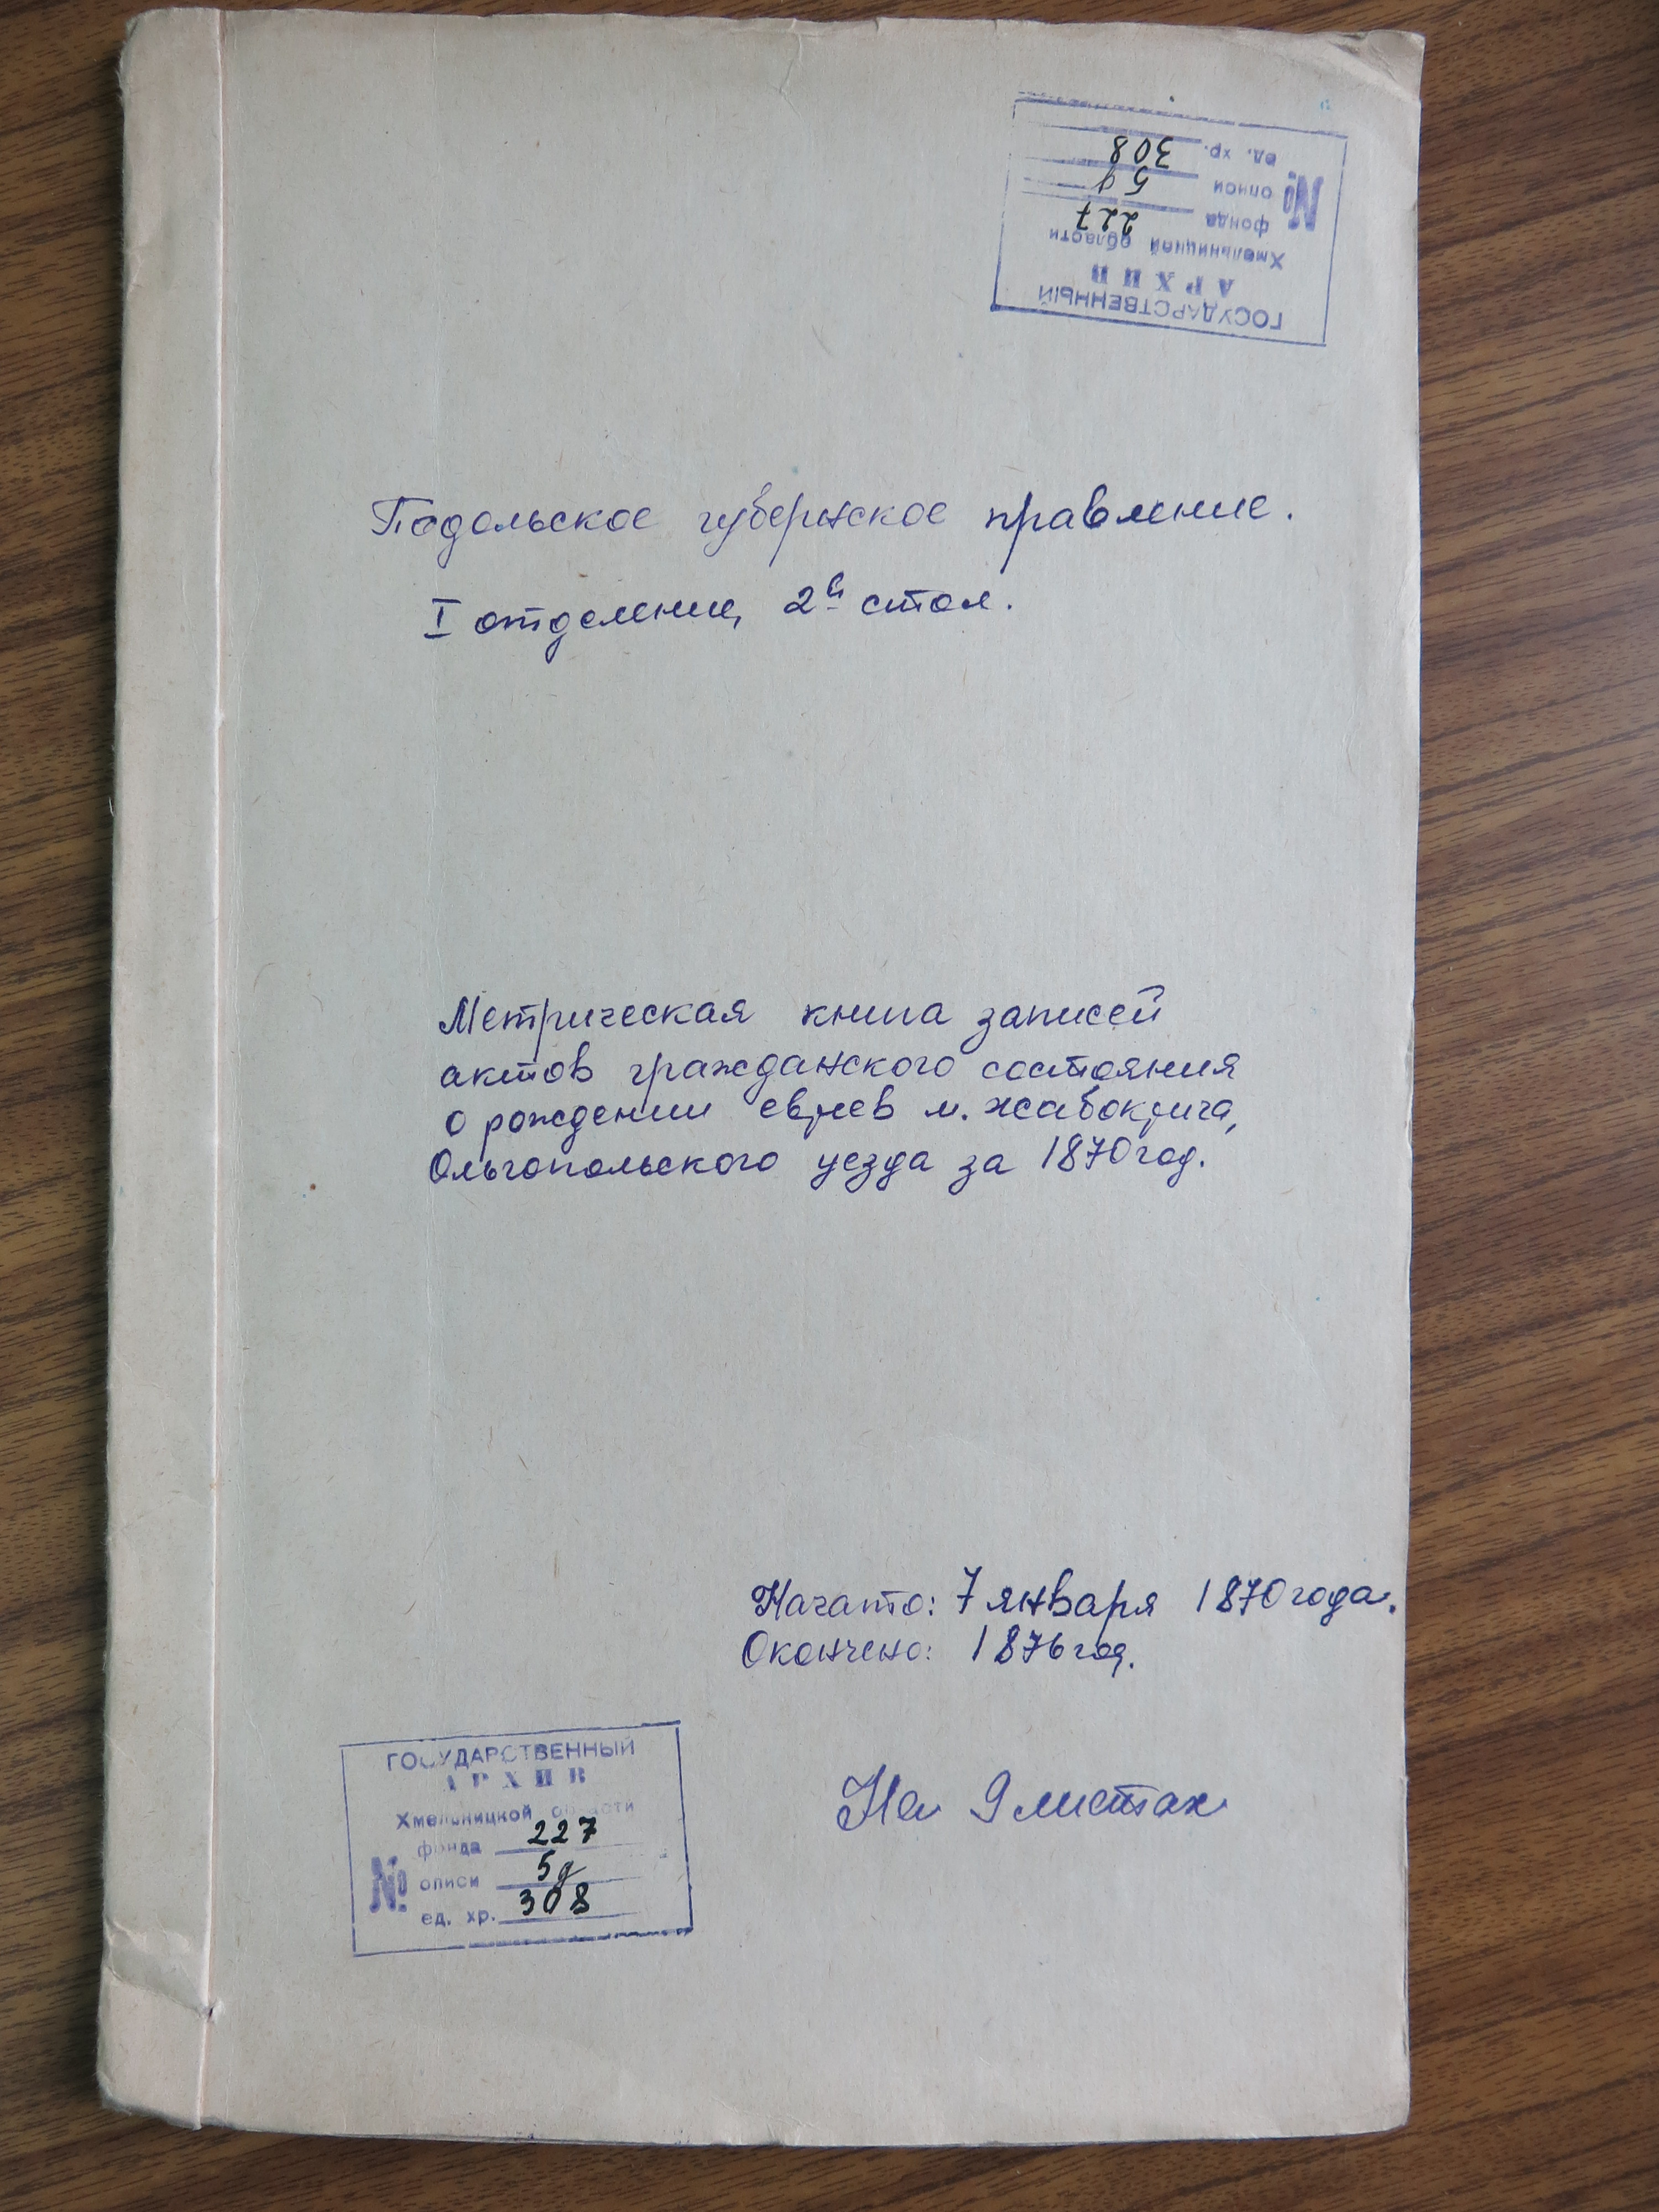 ГОСУДАРСТВЕННЫЙ
АРХИВ
Хмельницкой области
№ фонда 227
описи 5д
ед. хр. 308
Подольское губернское правление.
I отделение, 2й стол.
Метрическая книга записей
актов гражданского состояния
о рождении евреев м. Жабокрича,
Ольгопольского уезда за 1870 год.
Начато: 7 января 1870 года.
Окончено: 1876 год.
На 9 листах
ГОСУДАРСТВЕННЫЙ
АРХИВ
Хмельницкой области
№ фонда 227
описи 5д
ед. хр. 308